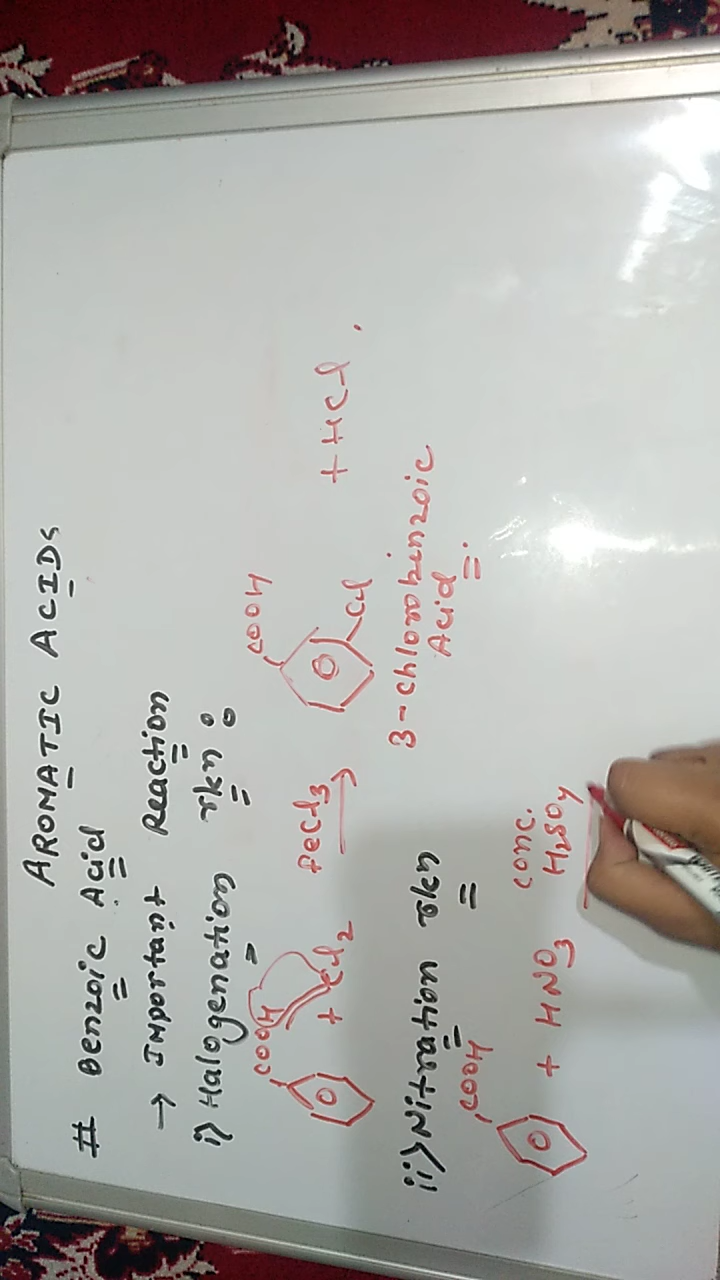 AROMATIC ACIDS
# Benzoic Acid
→ Important Reaction
i) Halogenation rkn :
COOH
+ Cl2
FeCl3
→
COOH
Cl
+ HCl.
3-chlorobenzoic
Acid
ii) Nitration rkn
COOH
+ HNO3
conc.
H2SO4